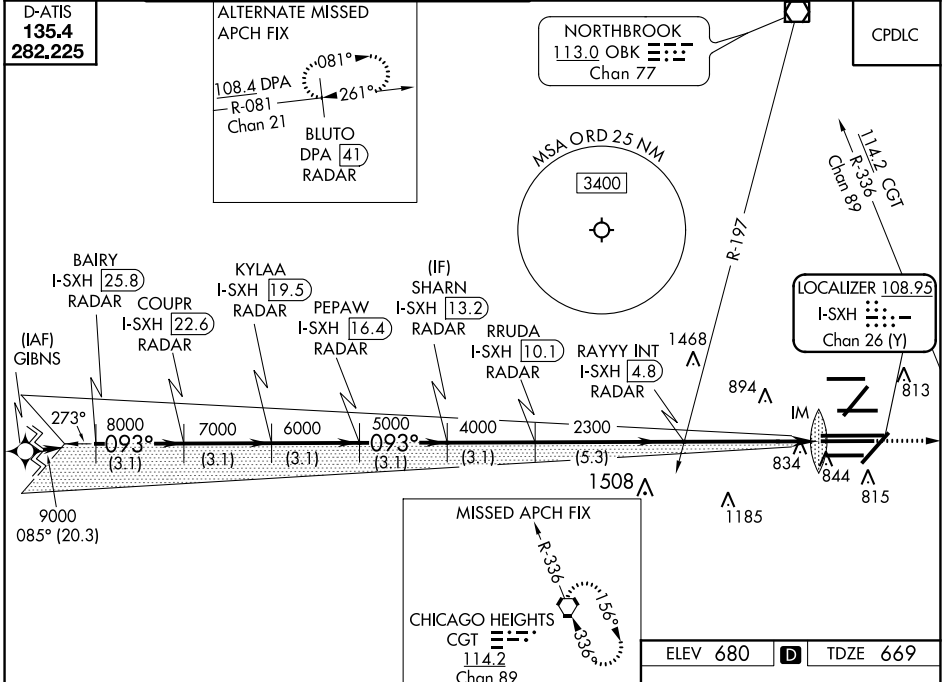 D-ATIS
135.4
282.225
ALTERNATE MISSED
APCH FIX
081°
261°
108.4 DPA
R-081
Chan 21
BLUTO
DPA 41
RADAR
NORTHBROOK
113.0 OBK
Chan 77
CPDLC
MSA ORD 25 NM
3400
R-197
114.2 CGT
R-336
Chan 89
LOCALIZER 108.95
I-SXH
Chan 26 (Y)
(IAF)
GIBNS
BAIRY
I-SXH 25.8
RADAR
COUPR
I-SXH 22.6
RADAR
KYLAA
I-SXH 19.5
RADAR
PEPAW
I-SXH 16.4
RADAR
(IF)
SHARN
I-SXH 13.2
RADAR
RRUDA
I-SXH 10.1
RADAR
RAYYY INT
I-SXH 4.8
RADAR
1468
894
813
IM
273°
8000
7000
6000
5000
4000
2300
093°
093°
(3.1)
(3.1)
(3.1)
(3.1)
(3.1)
(5.3)
834
844
815
1508
1185
9000
085° (20.3)
MISSED APCH FIX
R-336
156°
336°
CHICAGO HEIGHTS
CGT
114.2
Chan 89
ELEV 680
D
TDZE 669